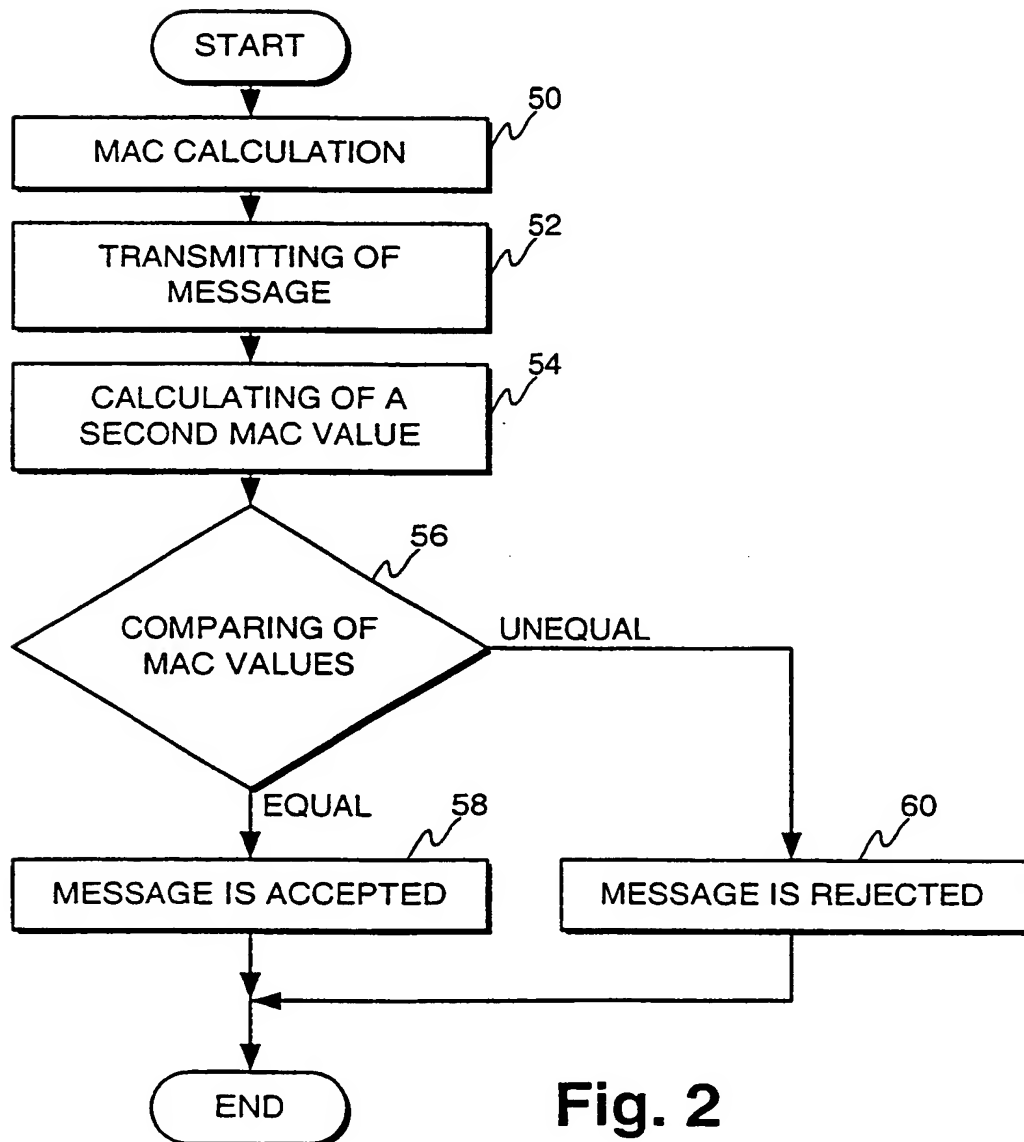 START
50
MAC CALCULATION
52
TRANSMITTING OF
MESSAGE
54
CALCULATING OF A
SECOND MAC VALUE
56
COMPARING OF
MAC VALUES
UNEQUAL
EQUAL
58
60
MESSAGE IS ACCEPTED
MESSAGE IS REJECTED
END
Fig. 2